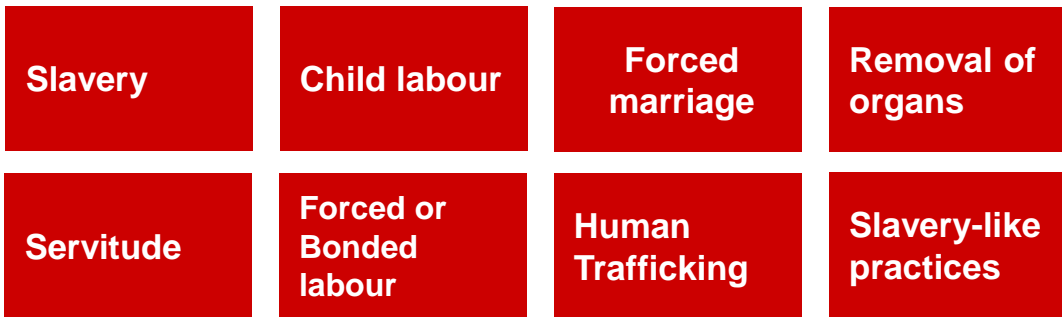 Slavery
Child labour
Forced
marriage
Removal of
organs
Servitude
Forced or
Bonded
labour
Human
Trafficking
Slavery-like
practices